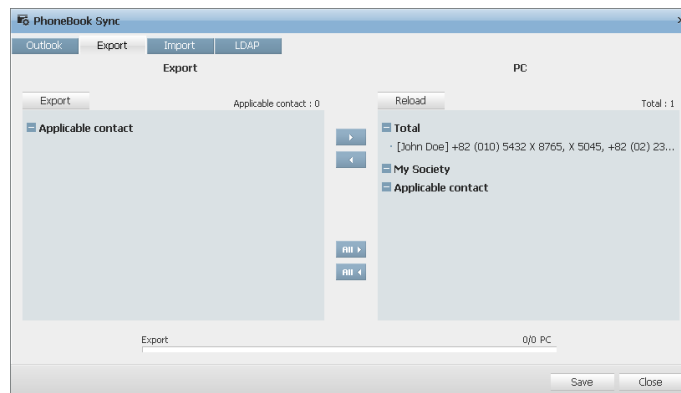 PhoneBook Sync
Outlook Export Import LDAP
Export PC
Export Applicable contact : 0 Reload Total : 1
Applicable contact
Total
· [John Doe] +82 (010) 5432 X 8765, X 5045, +82 (02) 23...
My Society
Applicable contact
All
All
Export 0/0 PC
Save Close